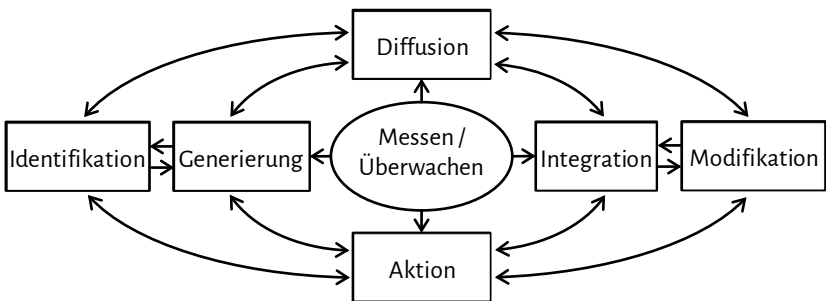 Diffusion
Identifikation
Generierung
Messen /
Überwachen
Integration
Modifikation
Aktion